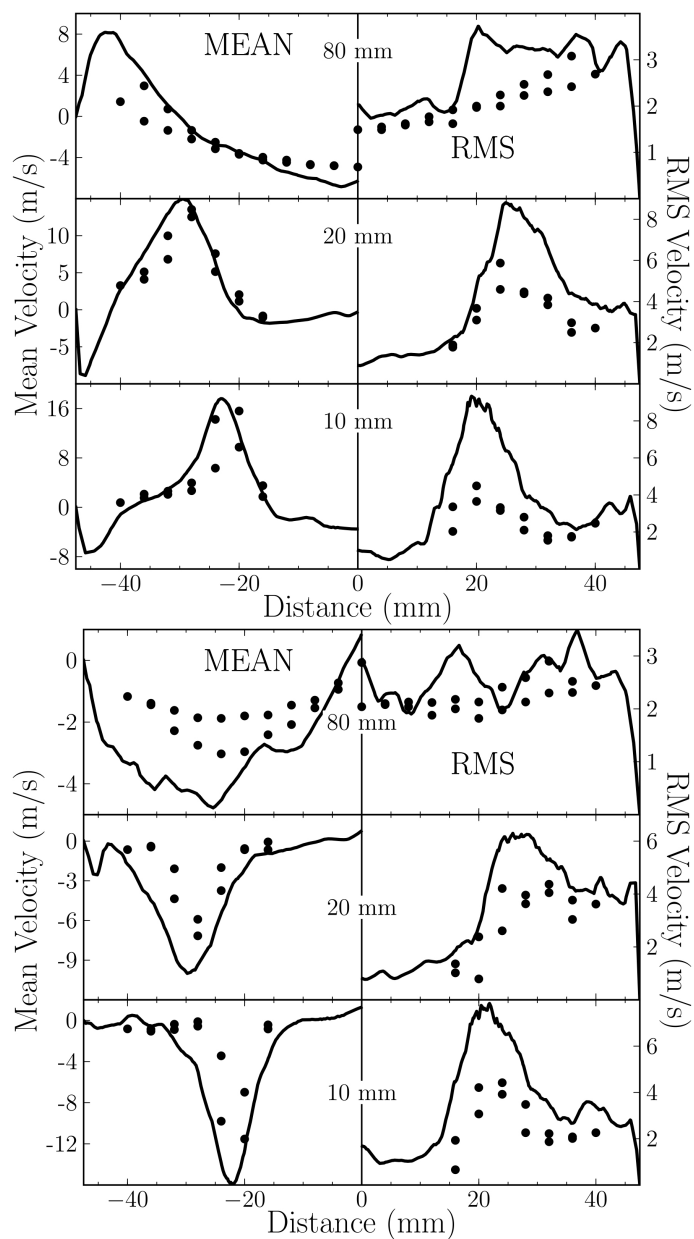 MEAN
80 mm
RMS
8
4
0
-4
3
2
1
20 mm
10
5
0
-5
8
6
4
2
10 mm
16
8
0
-8
8
6
4
2
Mean Velocity (m/s)
RMS Velocity (m/s)
−40 −20 0 20 40
Distance (mm)
MEAN
80 mm
RMS
0
-2
-4
3
2
1
20 mm
0
-3
-6
-9
6
4
2
10 mm
0
-4
-8
-12
6
4
2
Mean Velocity (m/s)
RMS Velocity (m/s)
−40 −20 0 20 40
Distance (mm)